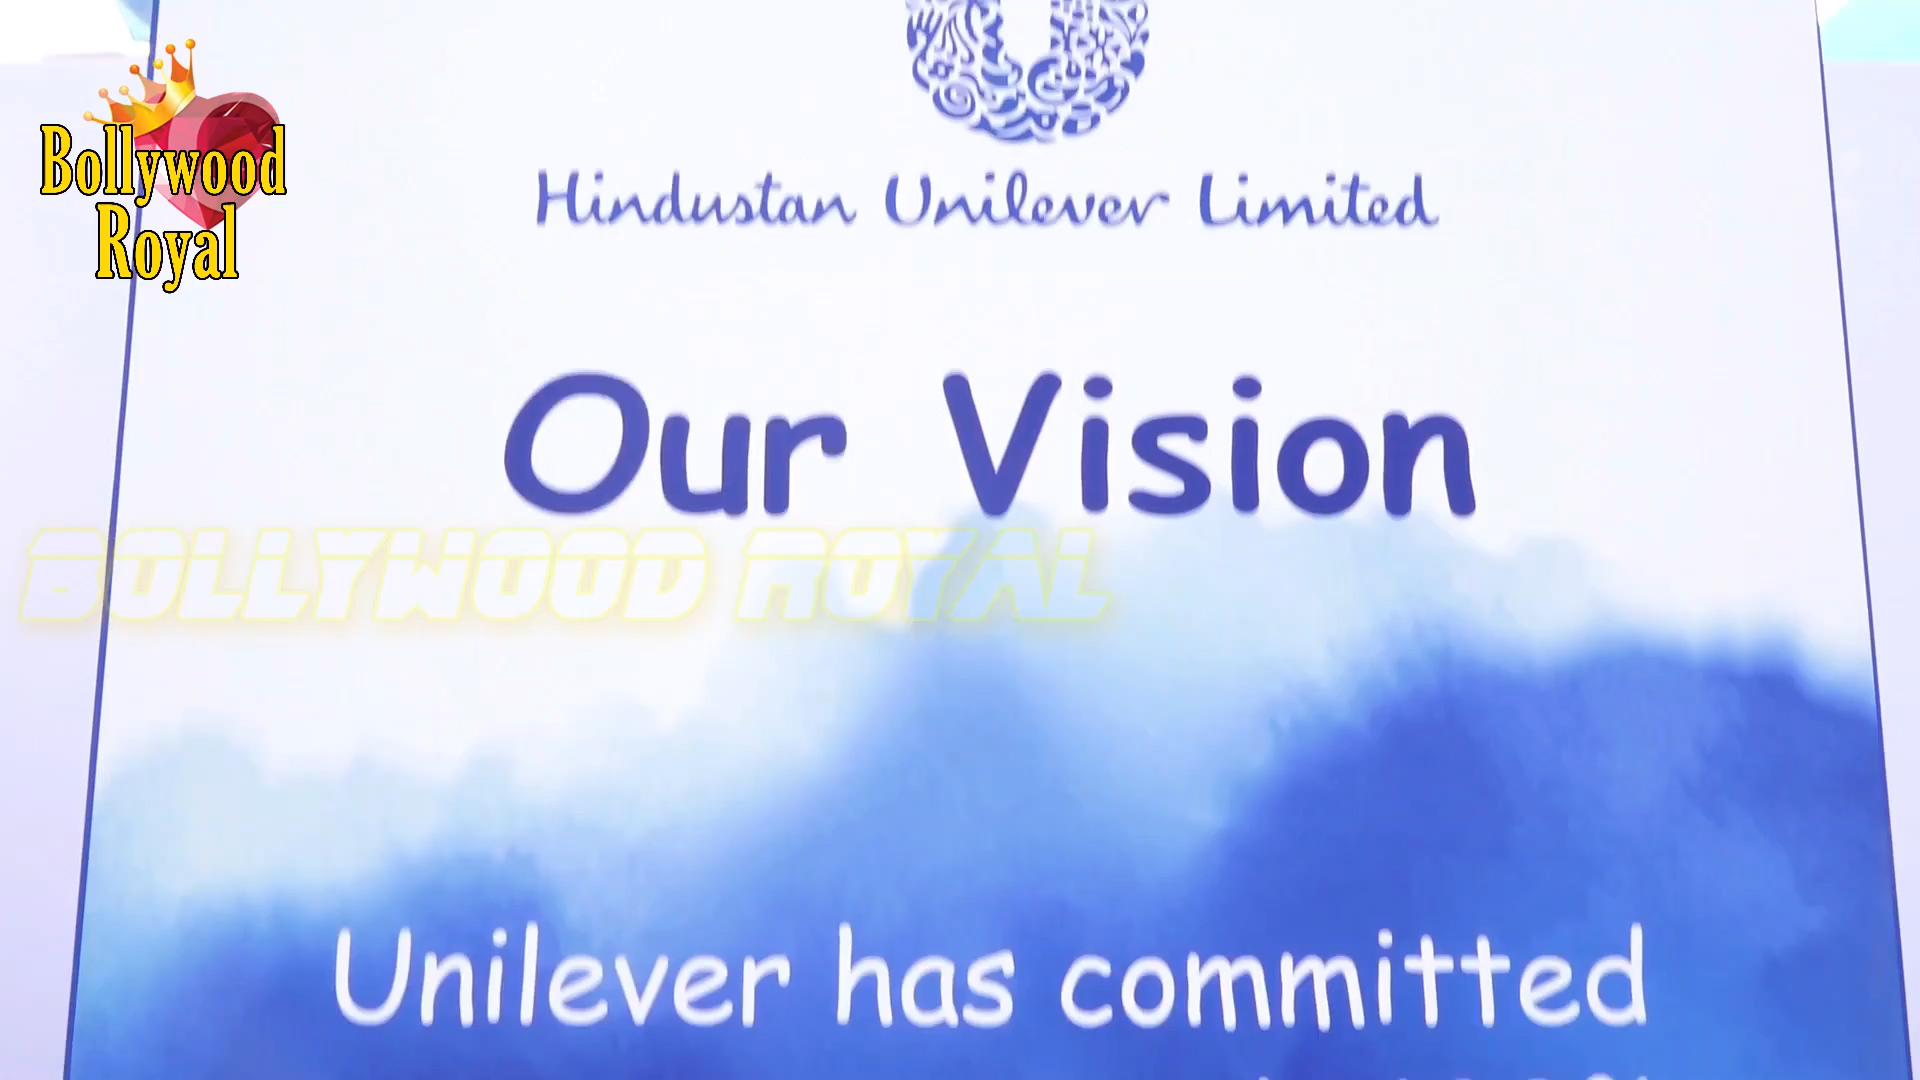 Bollywood
Royal
Hindustan Unilever Limited
Our Vision
BOLLYWOOD ROYAL
Unilever has committed